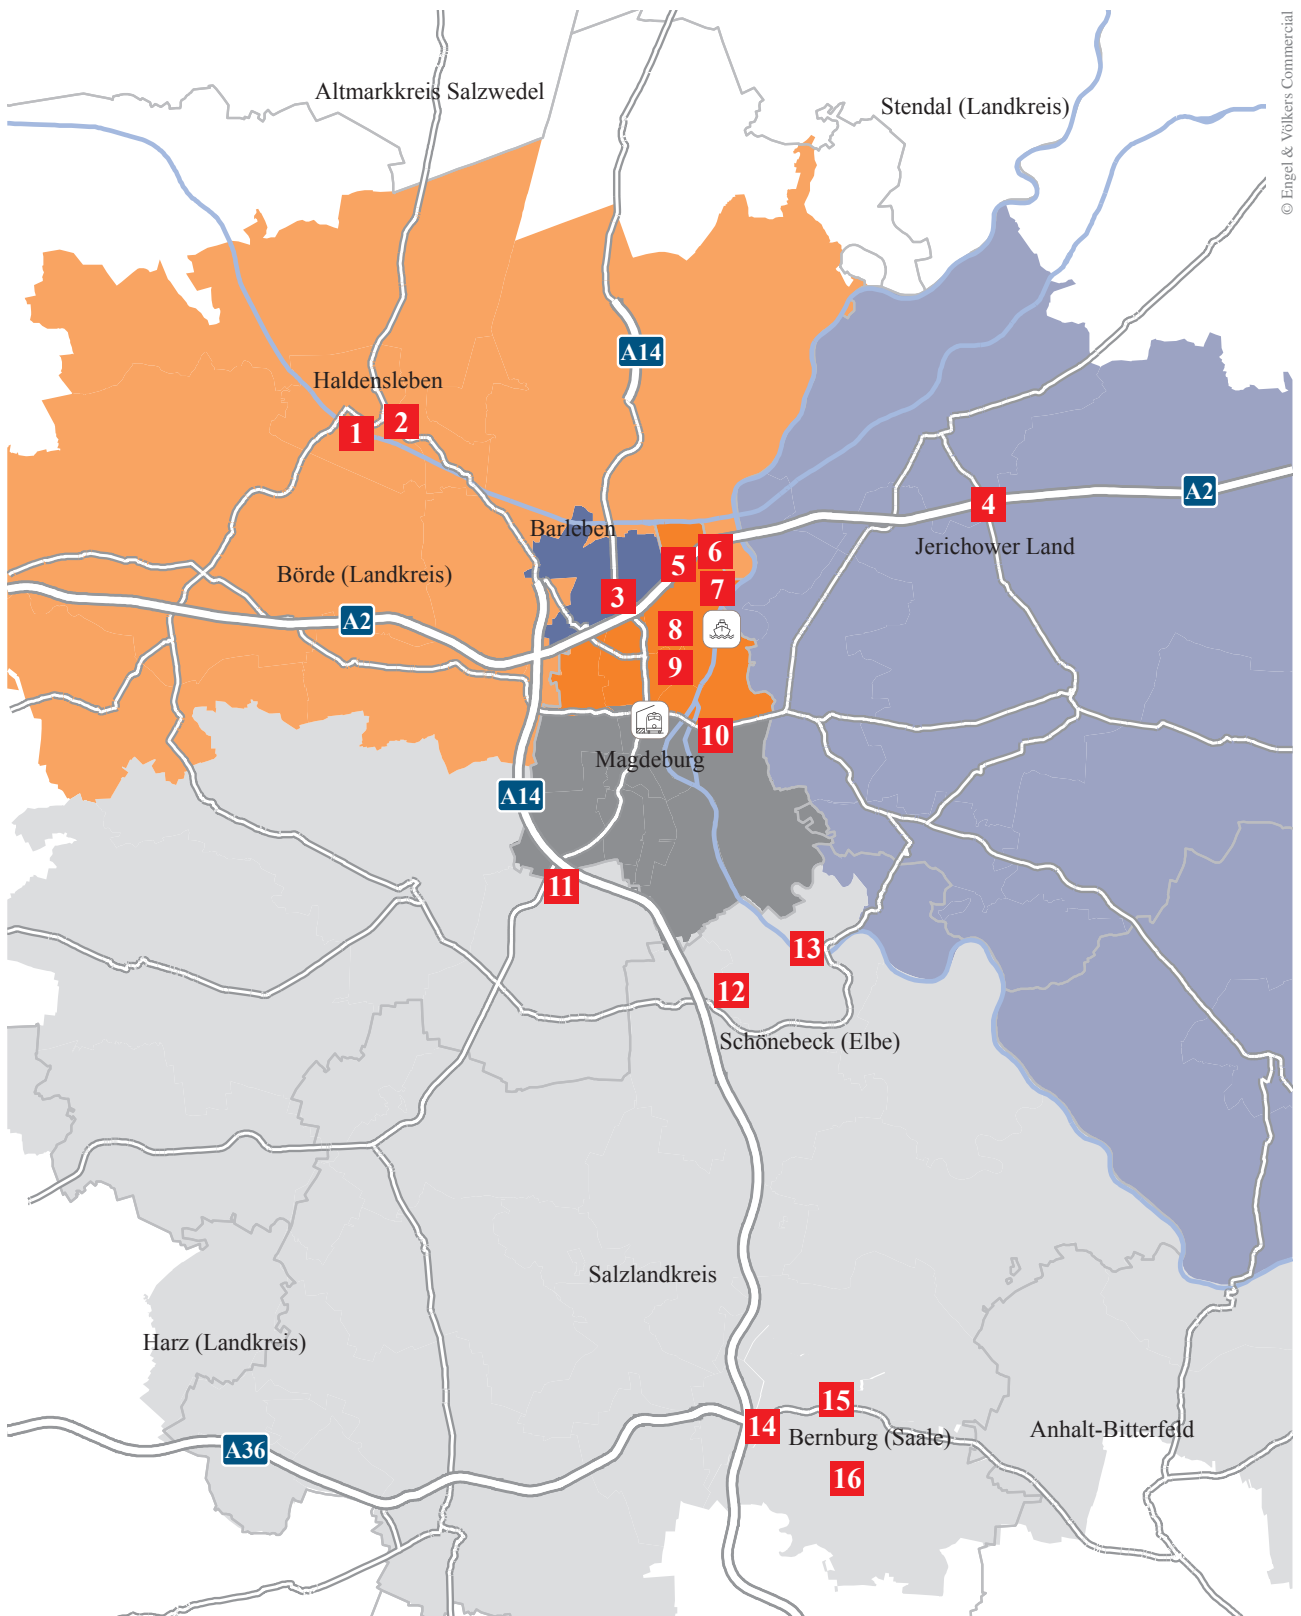 © Engel & Völkers Commercial
Altmarkkreis Salzwedel
Stendal (Landkreis)
A14
Haldensleben
1
2
A2
4
Barleben
Jerichower Land
5
6
Börde (Landkreis)
3
7
A2
8
9
10
Magdeburg
A14
11
13
12
Schönebeck (Elbe)
Salzlandkreis
Harz (Landkreis)
15
14
Bernburg (Saale)
Anhalt-Bitterfeld
A36
16